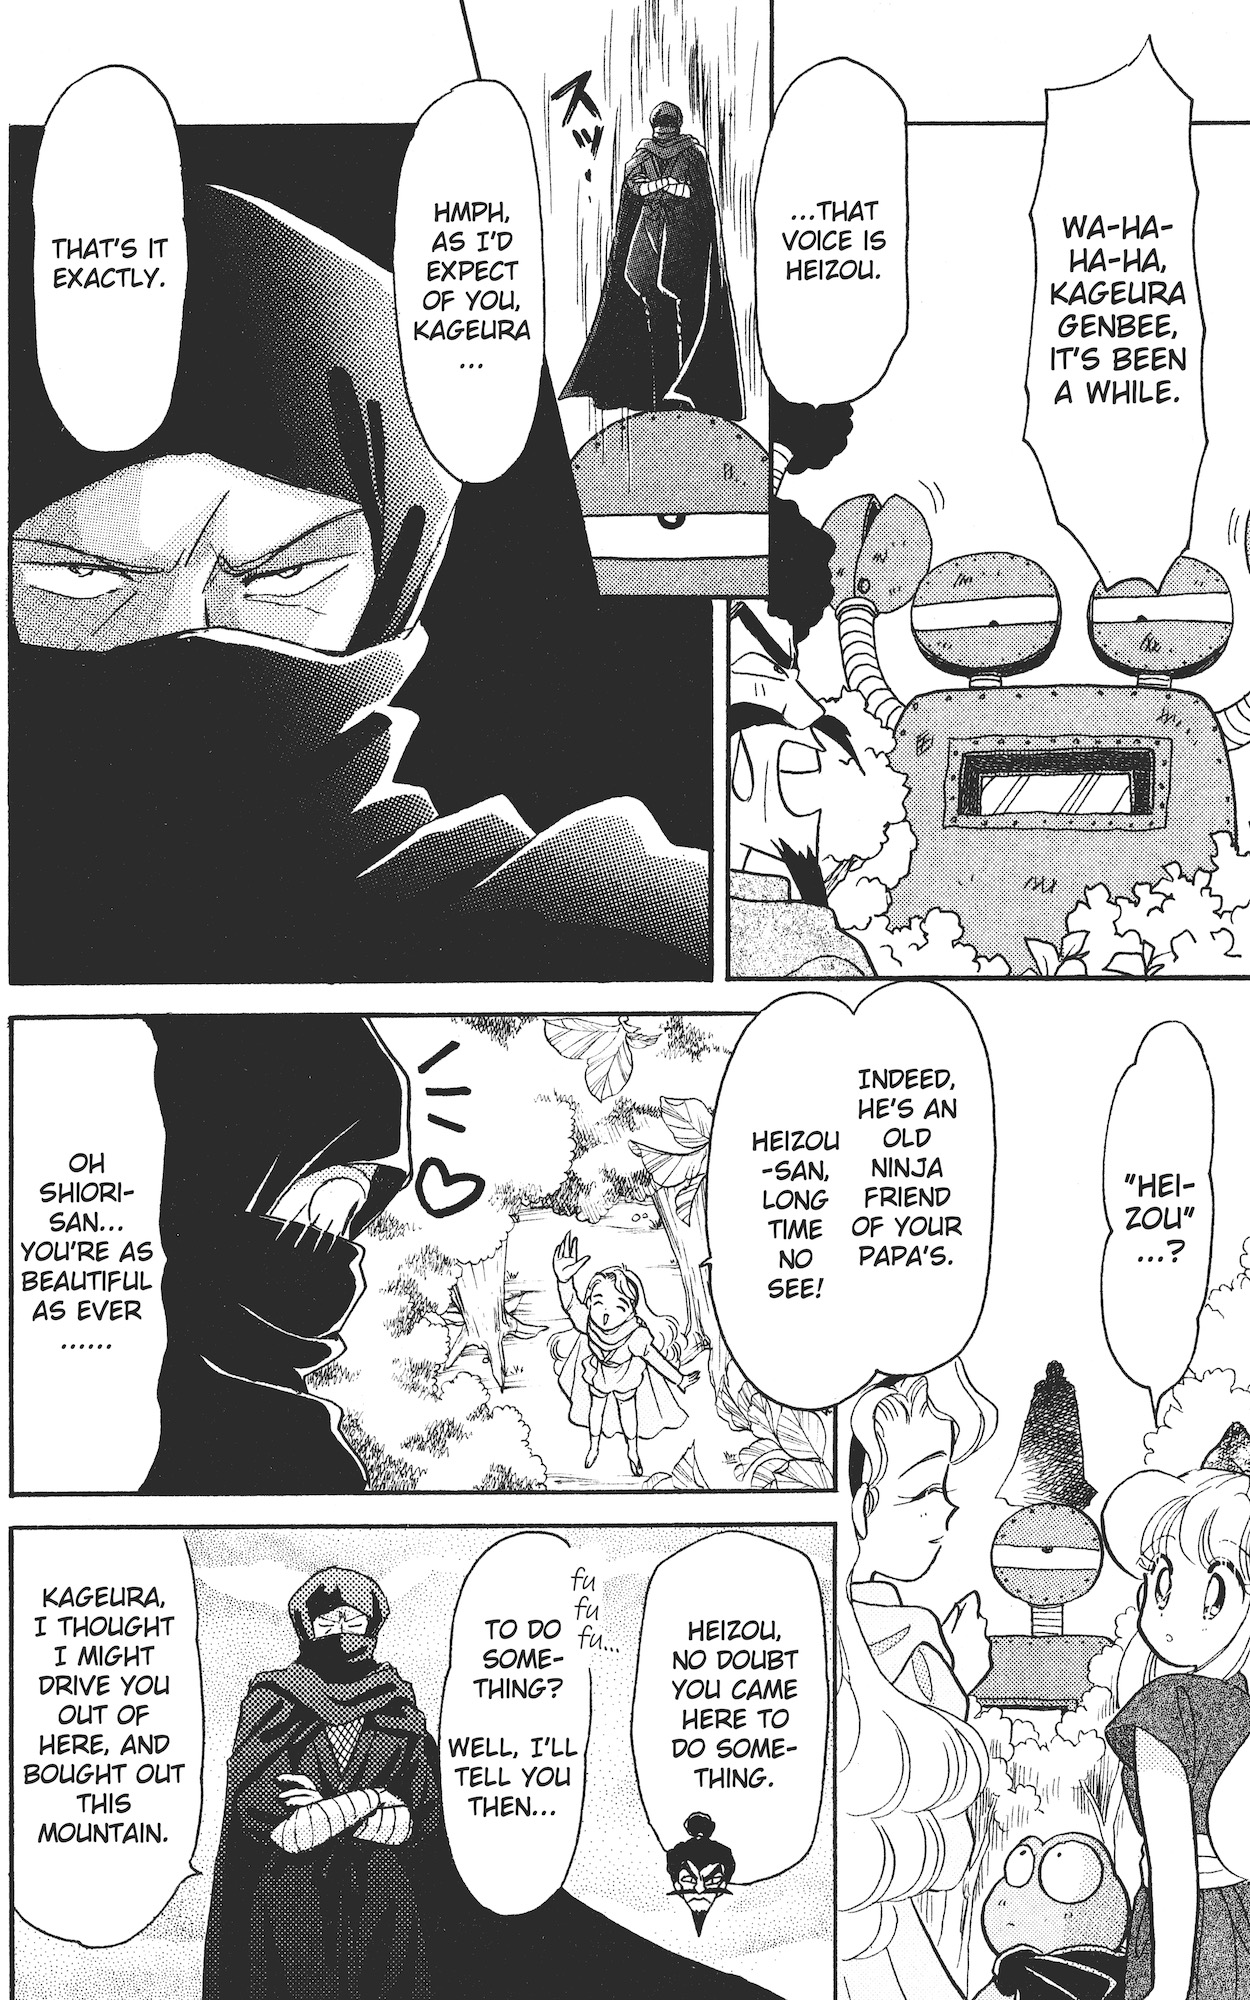 WA-HA-
HA-HA,
KAGEURA
GENBEE,
IT'S BEEN
A WHILE.
...THAT
VOICE IS
HEIZOU.
スッ.
HMPH,
AS I'D
EXPECT
OF YOU,
KAGEURA
...
THAT'S IT
EXACTLY.
"HEI-
ZOU"
...?
INDEED,
HE'S AN
OLD
NINJA
FRIEND
OF YOUR
PAPA'S.
HEIZOU
-SAN,
LONG
TIME
NO
SEE!
OH
SHIORI-
SAN...
YOU'RE AS
BEAUTIFUL
AS EVER
......
HEIZOU,
NO DOUBT
YOU CAME
HERE TO
DO SOME-
THING.
fu
fu
fu...
TO DO
SOME-
THING?
WELL, I'LL
TELL YOU
THEN...
KAGEURA,
I THOUGHT
I MIGHT
DRIVE YOU
OUT OF
HERE, AND
BOUGHT OUT
THIS
MOUNTAIN.